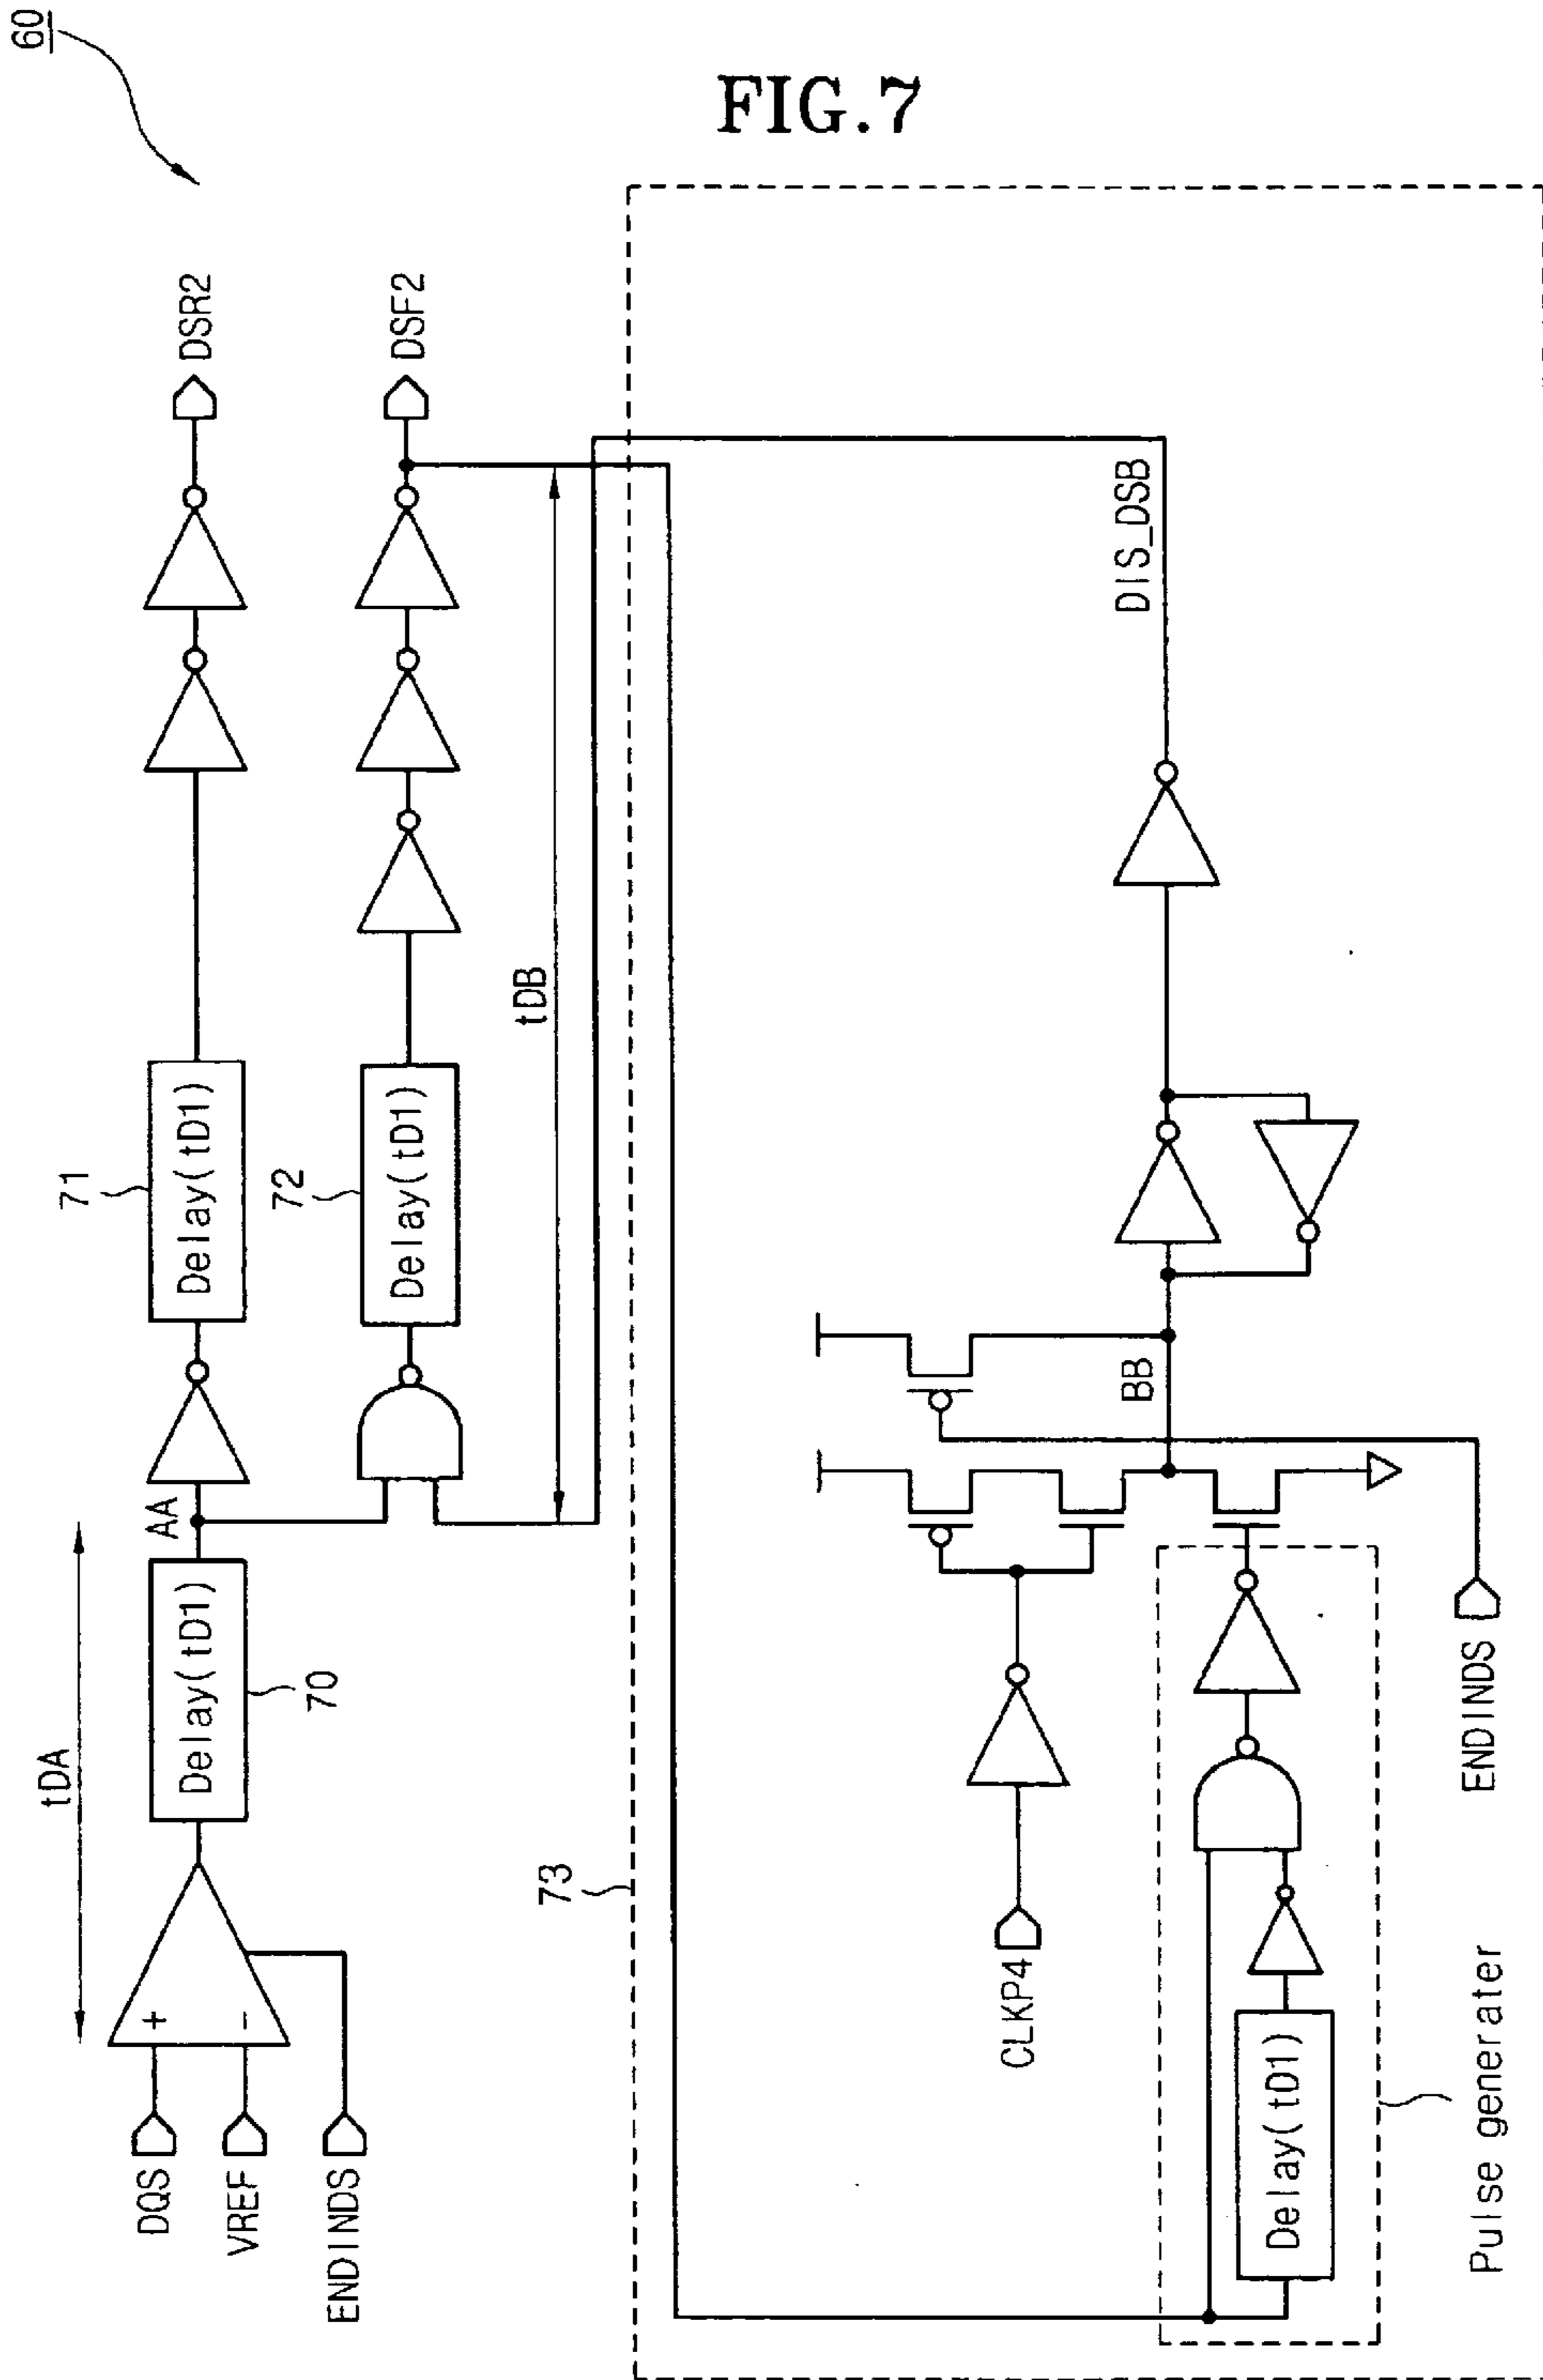 FIG.7
60
DQS
VREF
ENDINDS
tDA
Delay(tD1)
70
AA
71
Delay(tD1)
72
Delay(tD1)
DSR2
DSF2
tDB
73
CLKP4
BB
DIS_DSB
Delay(tD1)
Pulse generater
ENDINDS